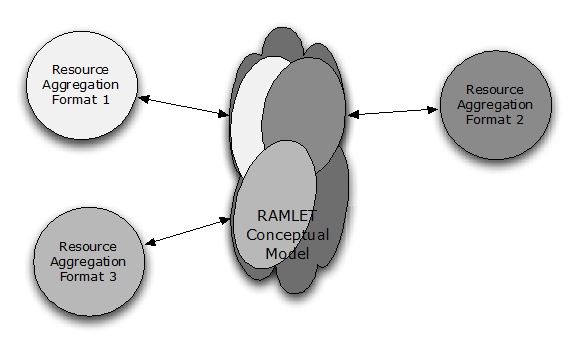 Resource
Aggregation
Format 1
Resource
Aggregation
Format 2
RAMLET
Conceptual
Model
Resource
Aggregation
Format 3